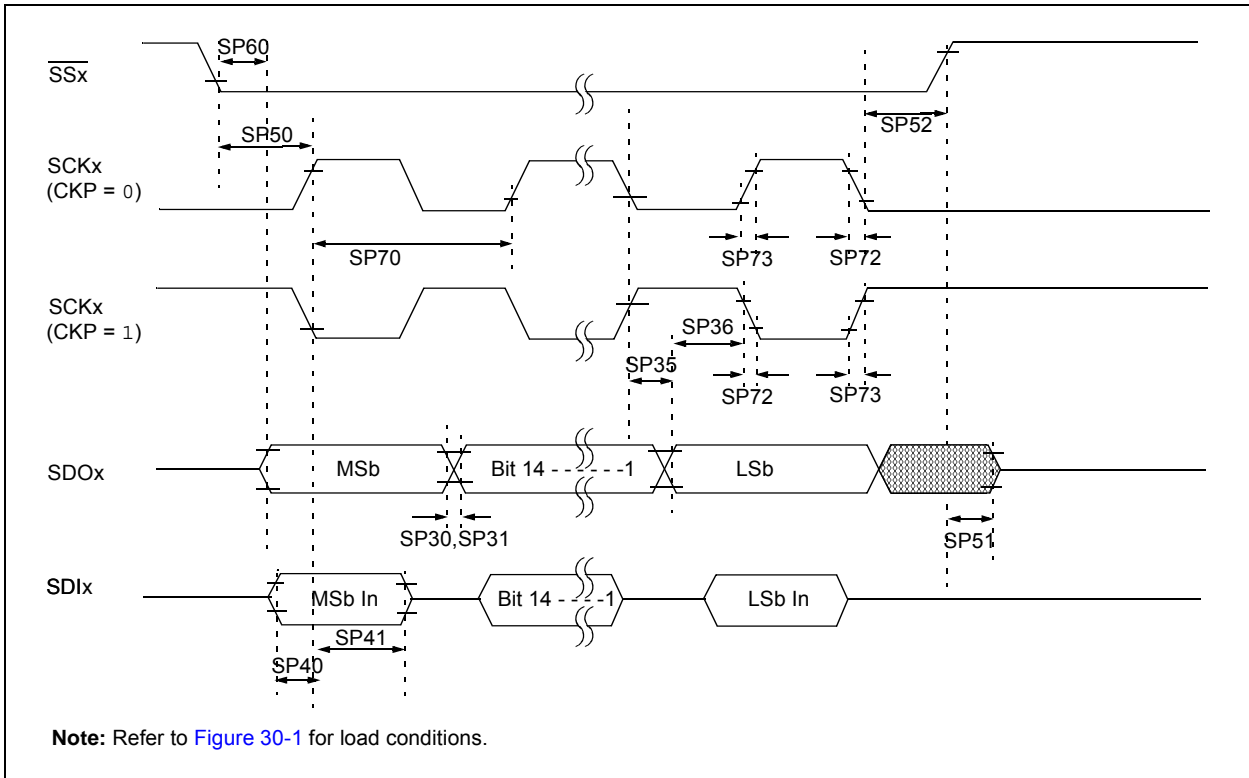 SP60
SSx
SP50
SP52
SCKx
(CKP = 0)
SP70
SP73
SP72
SCKx
(CKP = 1)
SP36
SP35
SP72
SP73
SDOx
MSb
Bit 14 - - - - - -1
LSb
SP30,SP31
SP51
SDIx
MSb In
Bit 14 - - - -1
LSb In
SP41
SP40
Note: Refer to Figure 30-1 for load conditions.